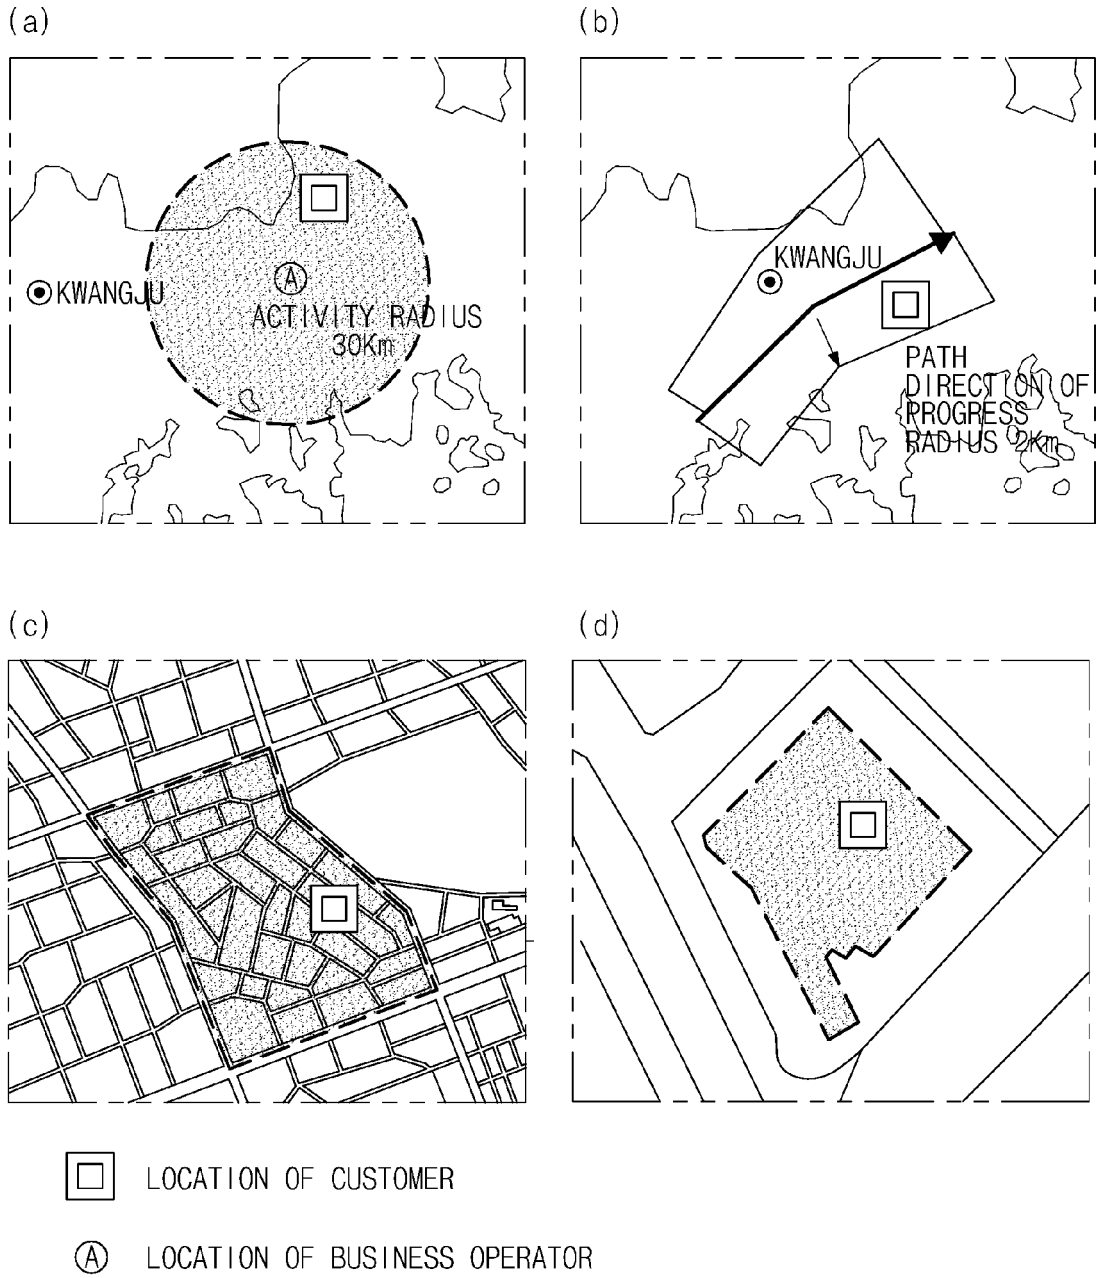 (a)
(b)
KWANGJU
A
ACTIVITY RADIUS
30Km
KWANGJU
PATH
DIRECTION OF
PROGRESS
RADIUS 2Km
(c)
(d)
LOCATION OF CUSTOMER
A LOCATION OF BUSINESS OPERATOR